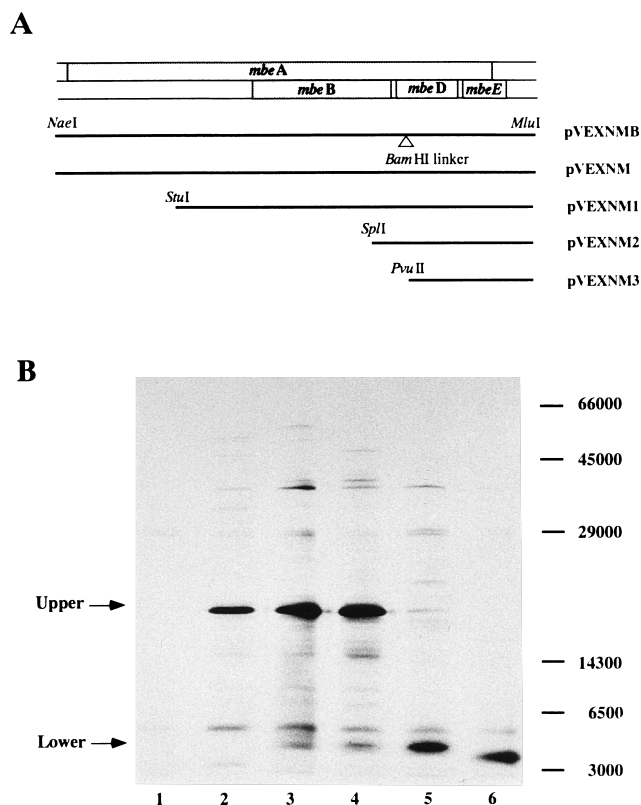 A
mbeA
mbeB mbeD mbeE
NaeI MluI pVEXNMB
BamHI linker
pVEXNM
StuI
pVEXNM1
SplI
pVEXNM2
PvuII
pVEXNM3
B
66000
45000
29000
Upper
14300
6500
Lower
3000
1 2 3 4 5 6